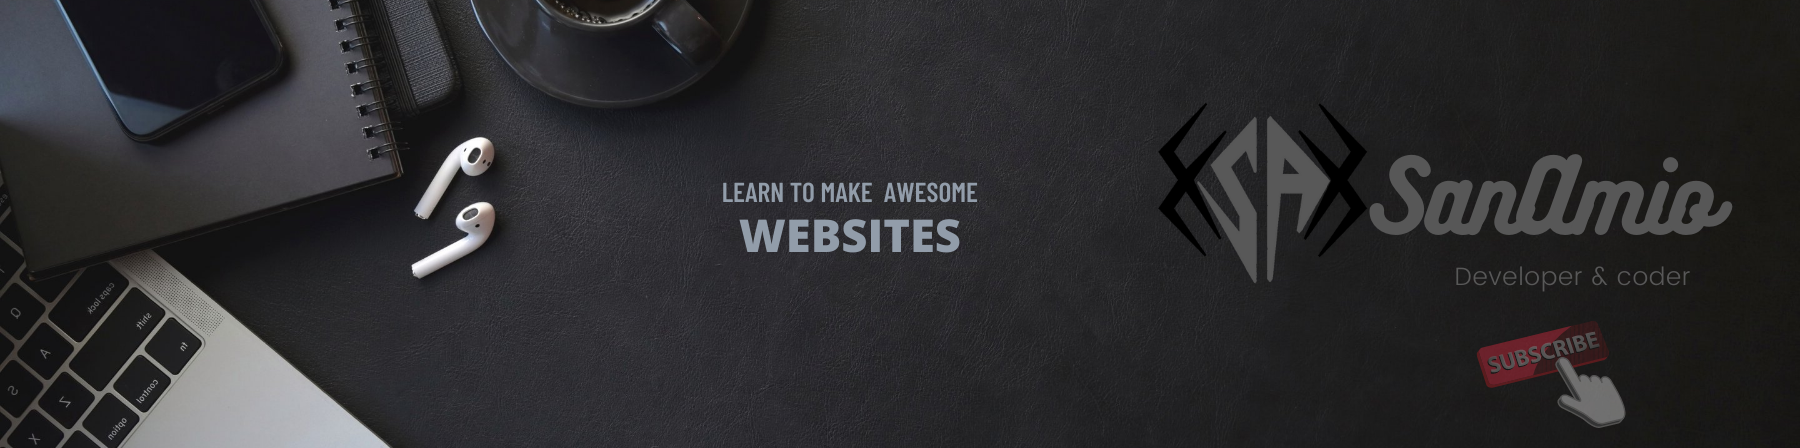 LEARN TO MAKE AWESOME
WEBSITES
SA
SanAmio
Developer & coder
SUBSCRIBE
caps lock
shift
fn
control
option
Q
A
S
Z
X